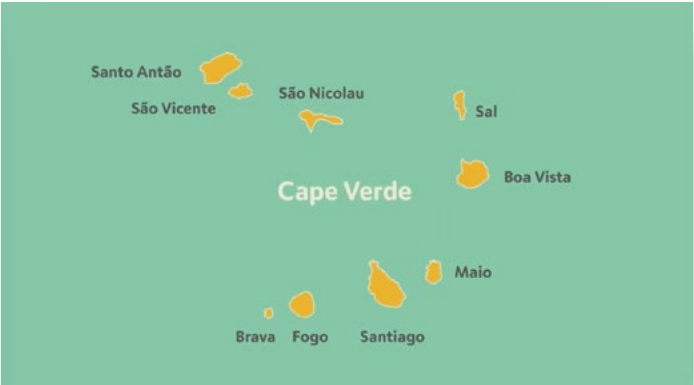 Santo Antão
São Vicente
São Nicolau
Sal
Boa Vista
Cape Verde
Maio
Brava
Fogo
Santiago